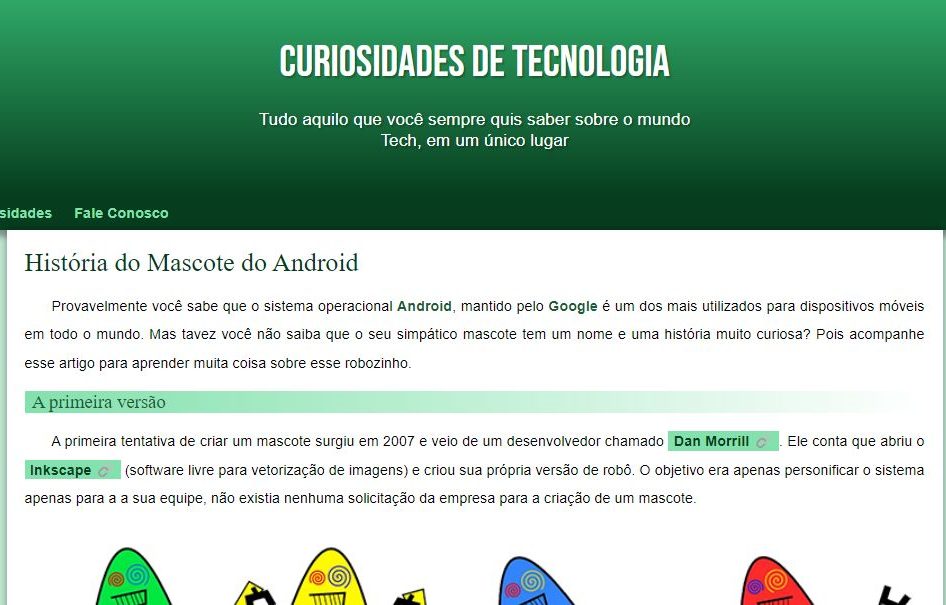 CURIOSIDADES DE TECNOLOGIA
Tudo aquilo que você sempre quis saber sobre o mundo
Tech, em um único lugar
sidades Fale Conosco
História do Mascote do Android
Provavelmente você sabe que o sistema operacional Android, mantido pelo Google é um dos mais utilizados para dispositivos móveis
em todo o mundo. Mas tavez você não saiba que o seu simpático mascote tem um nome e uma história muito curiosa? Pois acompanhe
esse artigo para aprender muita coisa sobre esse robozinho.
A primeira versão
A primeira tentativa de criar um mascote surgiu em 2007 e veio de um desenvolvedor chamado Dan Morrill . Ele conta que abriu o
Inkscape (software livre para vetorização de imagens) e criou sua própria versão de robô. O objetivo era apenas personificar o sistema
apenas para a a sua equipe, não existia nenhuma solicitação da empresa para a criação de um mascote.